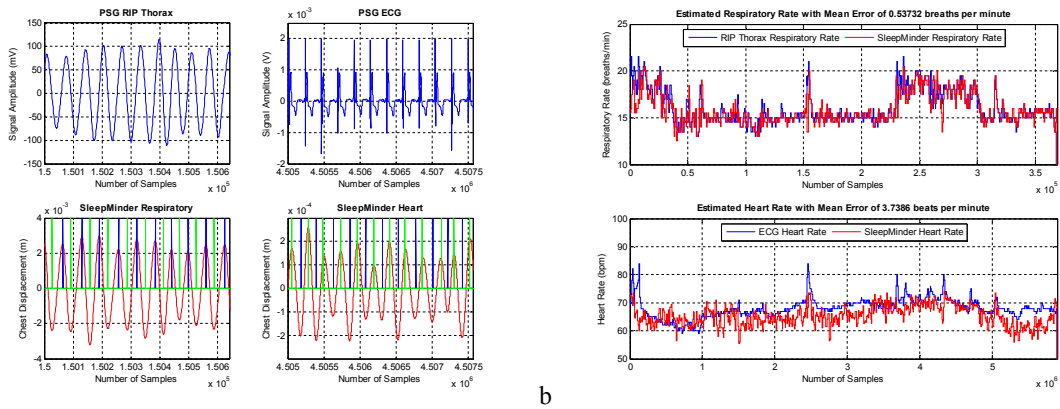 PSG RIP Thorax
Signal Amplitude (mV)
150
100
50
0
-50
-100
-150
1.5
1.501
1.502
1.503
1.504
1.505
1.506
Number of Samples
x 10^5
PSG ECG
x 10^-3
Signal Amplitude (V)
3
2
1
0
-1
-2
4.505
4.5055
4.506
4.5065
4.507
4.5075
Number of Samples
x 10^6
SleepMinder Respiratory
x 10^-3
Chest Displacement (m)
4
2
0
-2
-4
1.5
1.501
1.502
1.503
1.504
1.505
1.506
Number of Samples
x 10^5
SleepMinder Heart
x 10^-4
Chest Displacement (m)
3
2
1
0
-1
-2
-3
4.505
4.5055
4.506
4.5065
4.507
4.5075
Number of Samples
x 10^6
b
Estimated Respiratory Rate with Mean Error of 0.53732 breaths per minute
RIP Thorax Respiratory Rate
SleepMinder Respiratory Rate
Respiratory Rate (breaths/min)
25
20
15
10
0
0.5
1
1.5
2
2.5
3
3.5
Number of Samples
x 10^5
Estimated Heart Rate with Mean Error of 3.7386 beats per minute
ECG Heart Rate
SleepMinder Heart Rate
Heart Rate (bpm)
100
90
80
70
60
50
0
1
2
3
4
5
Number of Samples
x 10^6